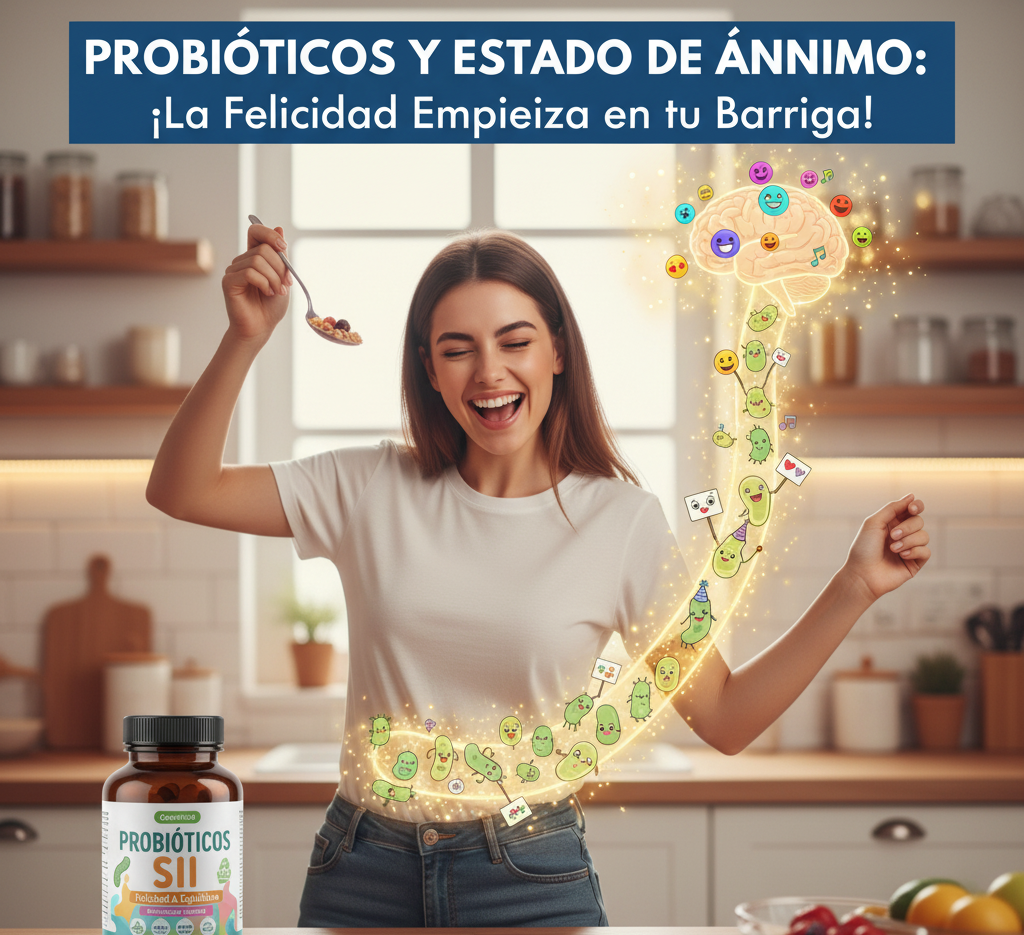 PROBIÓTICOS Y ESTADO DE ÁNNIMO:
¡La Felicidad Empieiza en tu Barriga!
PROBIÓTICOS
SII